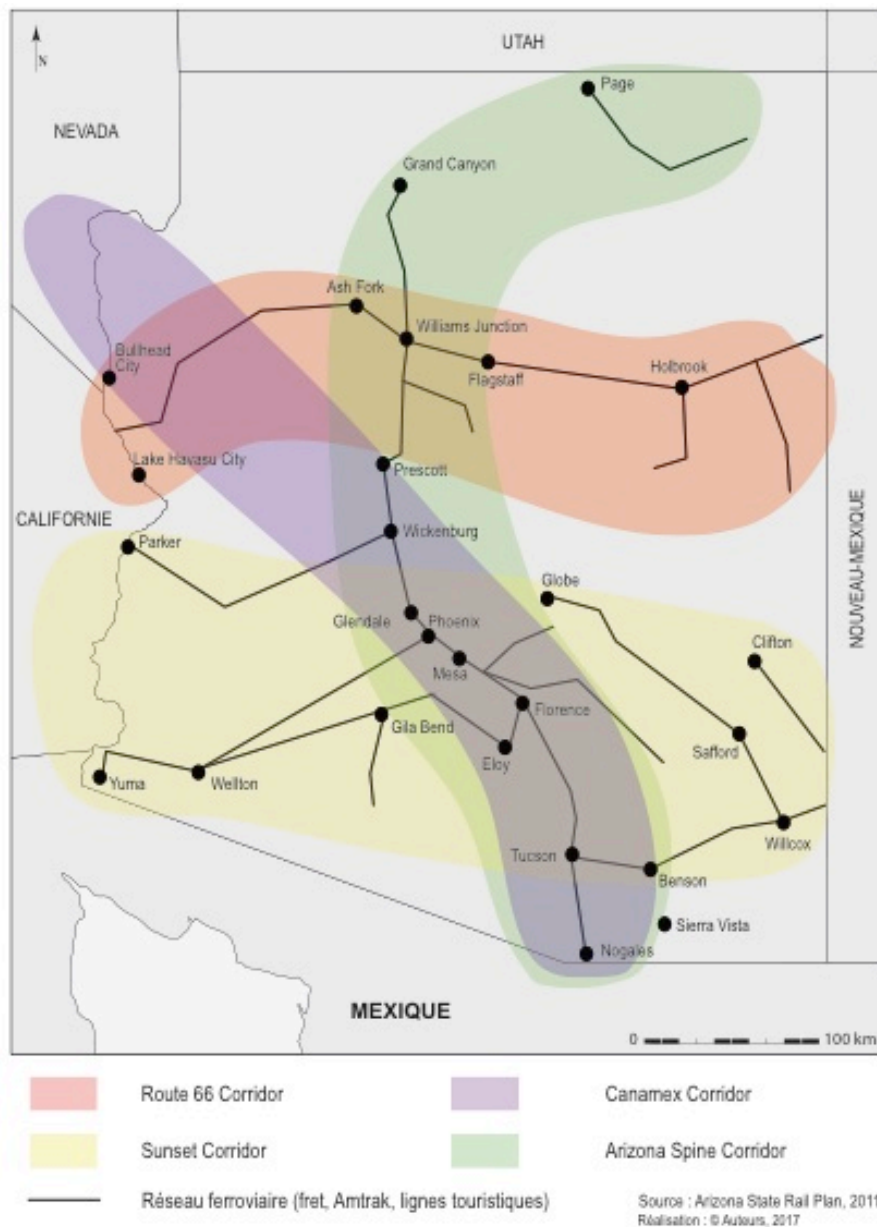 UTAH
N
Page
NEVADA
Grand Canyon
Ash Fork
Williams Junction
Bullhead
City
Flagstaff
Holbrook
Lake Havasu City
Prescott
CALIFORNIE
Wickenburg
Parker
NOUVEAU-MEXIQUE
Globe
Glendale
Phoenix
Clifton
Mesa
Florence
Gila Bend
Safford
Eloy
Yuma
Wellton
Willcox
Tucson
Benson
Sierra Vista
Nogales
MEXIQUE
0 100 km
Route 66 Corridor
Canamex Corridor
Sunset Corridor
Arizona Spine Corridor
Réseau ferroviaire (fret, Amtrak, lignes touristiques)
Source : Arizona State Rail Plan, 2011
Réalisation : © Auteurs, 2017